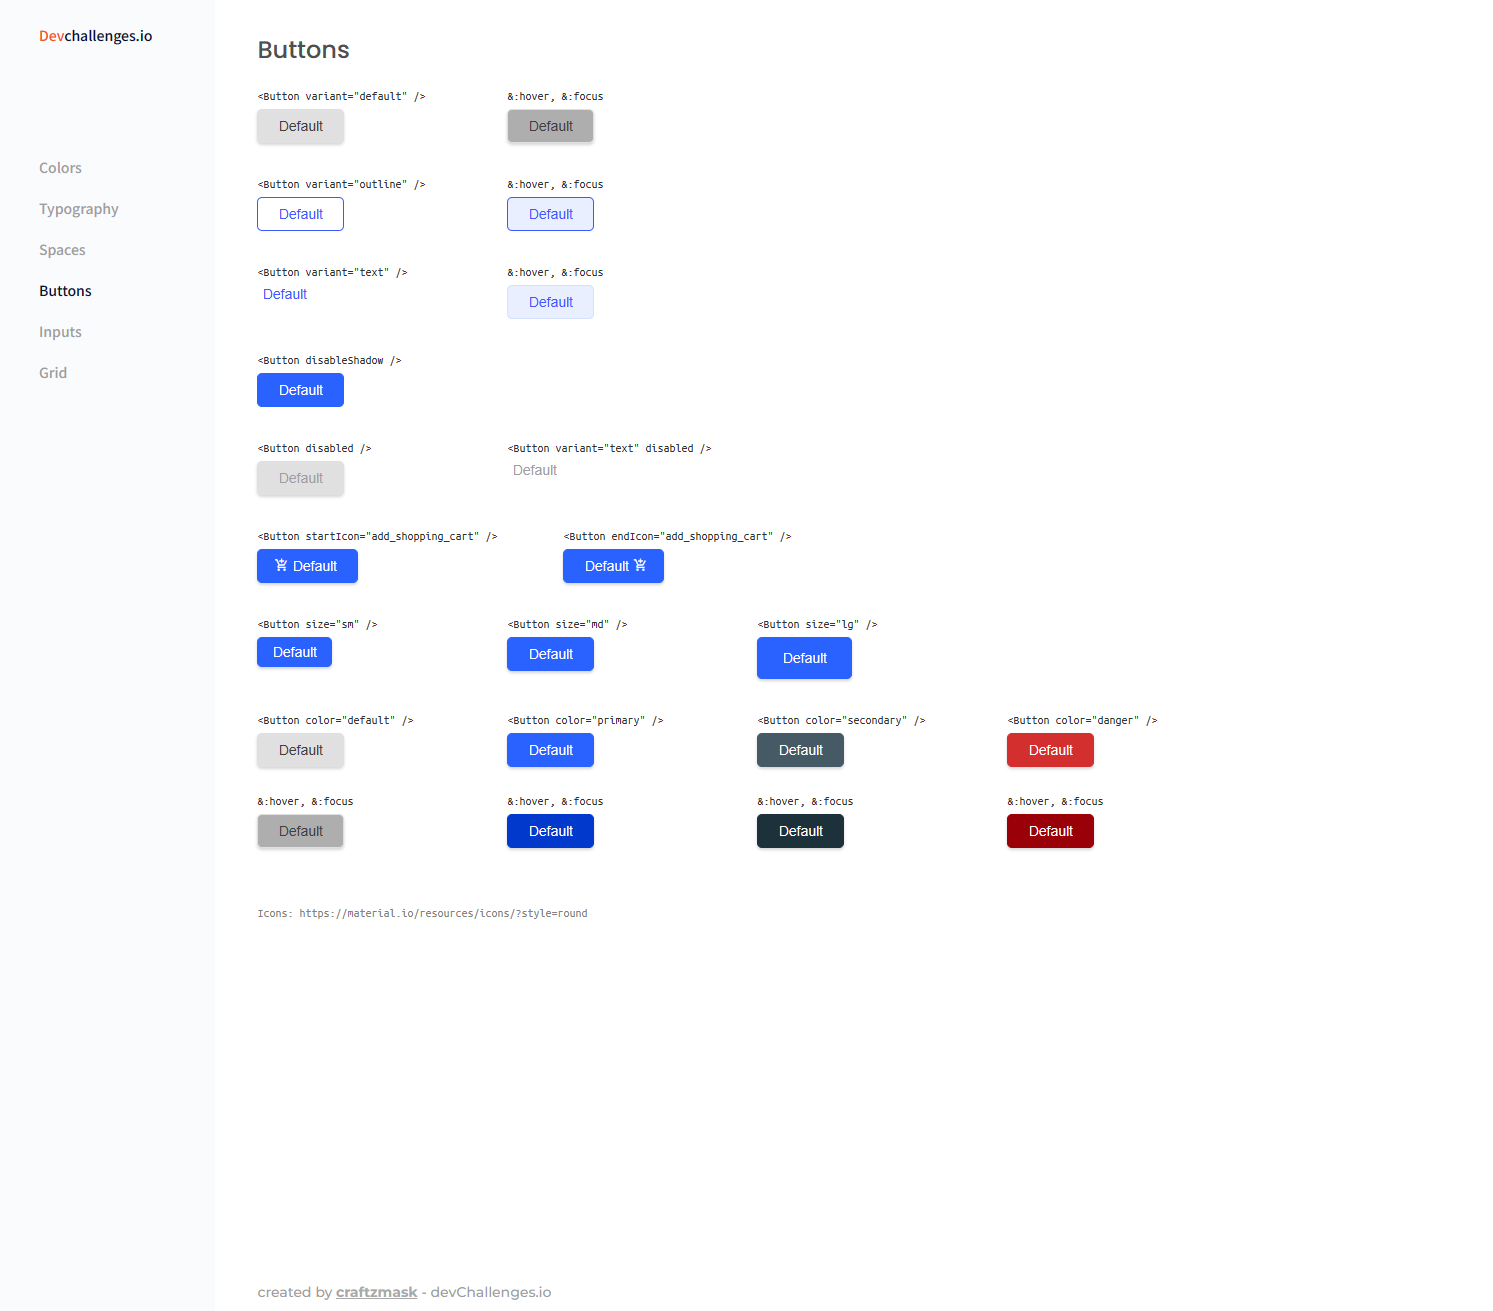 Devchallenges.io
Colors
Typography
Spaces
Buttons
Inputs
Grid
Buttons
<Button variant="default" />
&:hover, &:focus
Default
Default
<Button variant="outline" />
&:hover, &:focus
Default
Default
<Button variant="text" />
&:hover, &:focus
Default
Default
<Button disableShadow />
Default
<Button disabled />
<Button variant="text" disabled />
Default
Default
<Button startIcon="add_shopping_cart" />
<Button endIcon="add_shopping_cart" />
Default
Default
<Button size="sm" />
<Button size="md" />
<Button size="lg" />
Default
Default
Default
<Button color="default" />
<Button color="primary" />
<Button color="secondary" />
<Button color="danger" />
Default
Default
Default
Default
&:hover, &:focus
&:hover, &:focus
&:hover, &:focus
&:hover, &:focus
Default
Default
Default
Default
Icons: https://material.io/resources/icons/?style=round
created by craftzmask - devChallenges.io